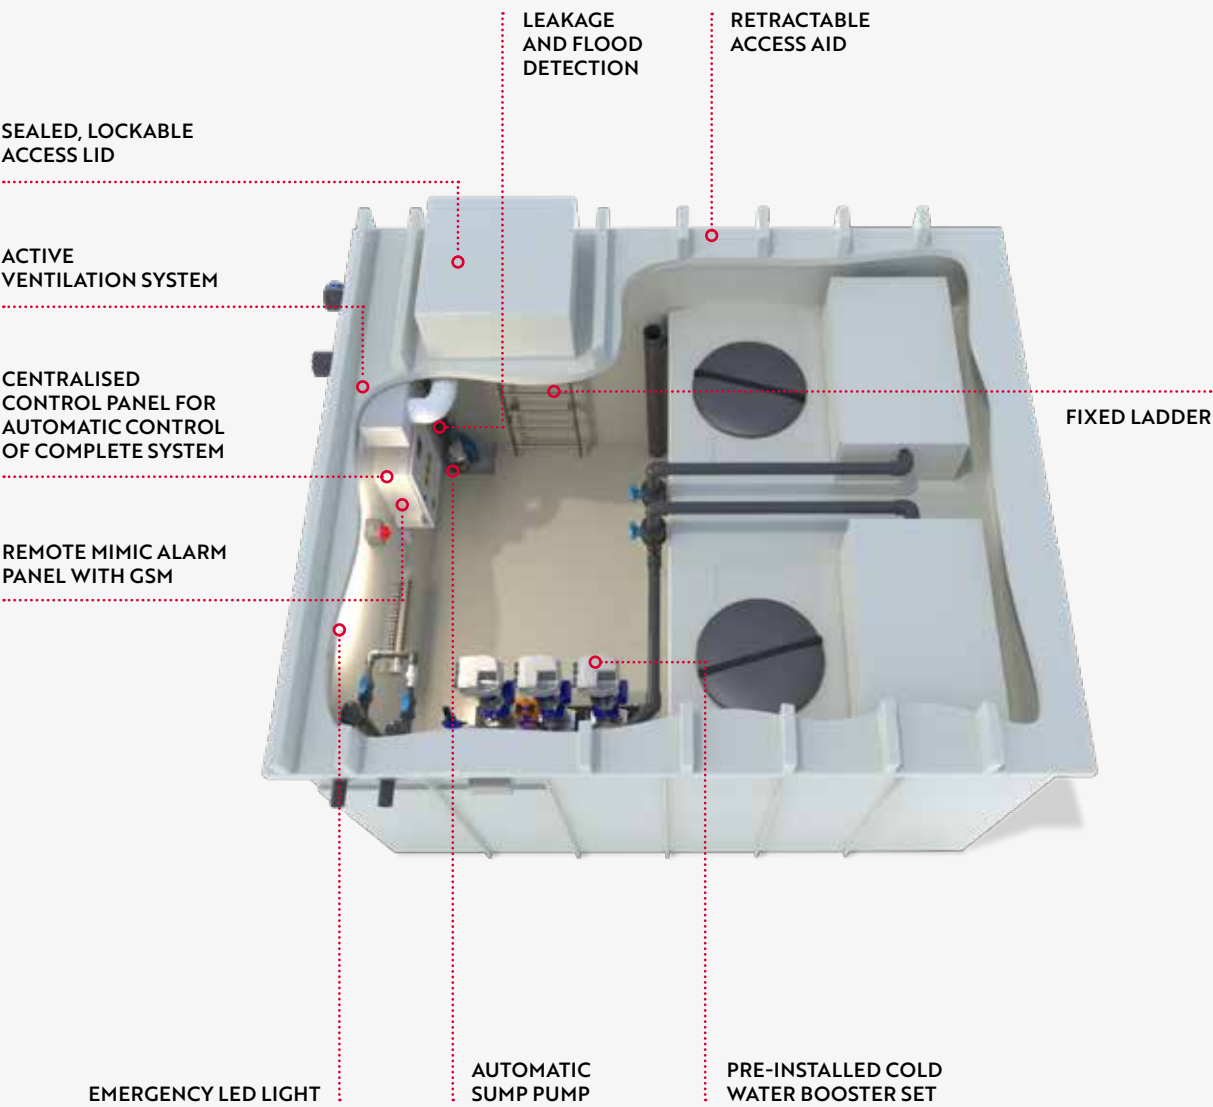 LEAKAGE
AND FLOOD
DETECTION
RETRACTABLE
ACCESS AID
SEALED, LOCKABLE
ACCESS LID
ACTIVE
VENTILATION SYSTEM
CENTRALISED
CONTROL PANEL FOR
AUTOMATIC CONTROL
OF COMPLETE SYSTEM
FIXED LADDER
REMOTE MIMIC ALARM
PANEL WITH GSM
EMERGENCY LED LIGHT
AUTOMATIC
SUMP PUMP
PRE-INSTALLED COLD
WATER BOOSTER SET